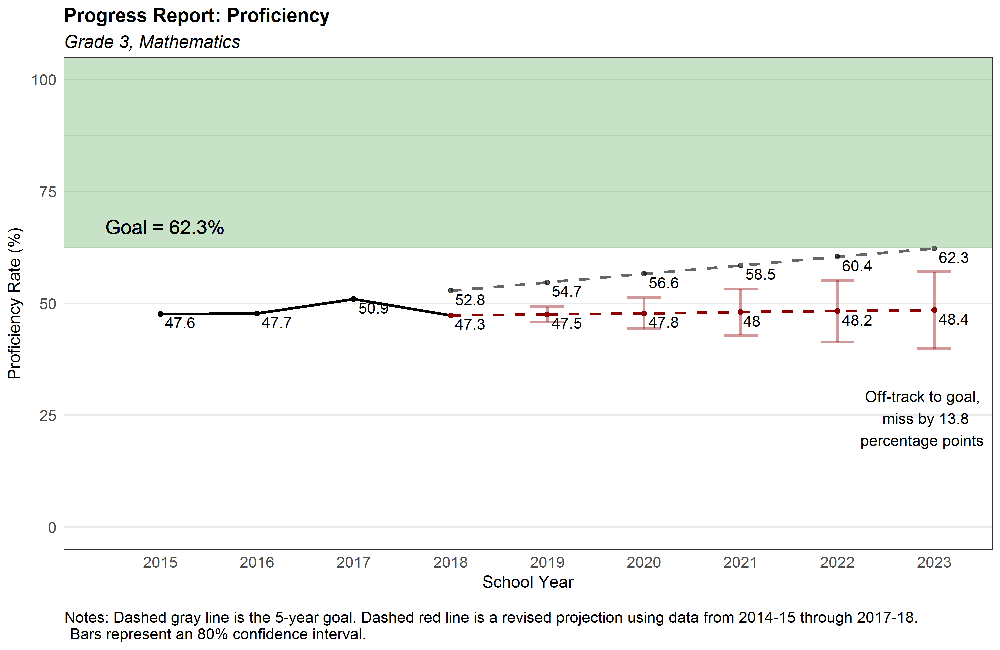 Progress Report: Proficiency
Grade 3, Mathematics
Proficiency Rate (%)
100
75
50
25
0
Goal = 62.3%
47.6
47.7
50.9
47.3
47.5
47.8
48
48.2
48.4
52.8
54.7
56.6
58.5
60.4
62.3
Off-track to goal,
miss by 13.8
percentage points
2015 2016 2017 2018 2019 2020 2021 2022 2023
School Year
Notes: Dashed gray line is the 5-year goal. Dashed red line is a revised projection using data from 2014-15 through 2017-18.
Bars represent an 80% confidence interval.